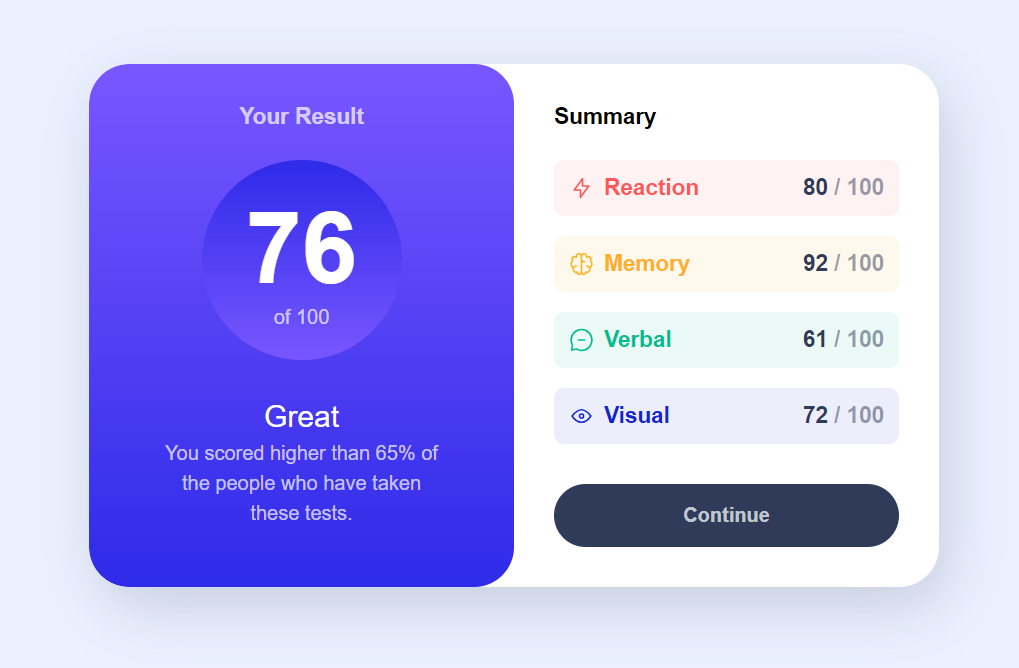 Your Result
76
of 100
Great
You scored higher than 65% of
the people who have taken
these tests.
Summary
Reaction 80 / 100
Memory 92 / 100
Verbal 61 / 100
Visual 72 / 100
Continue